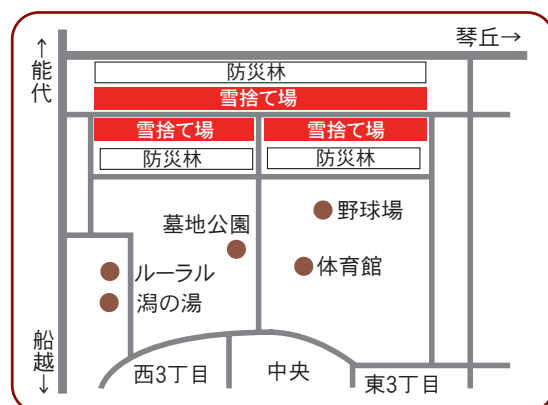 琴丘→
↑能代
防災林
雪捨て場
雪捨て場
雪捨て場
防災林
防災林
野球場
墓地公園
体育館
ルーラル
潟の湯
船越↓
西3丁目
中央
東3丁目